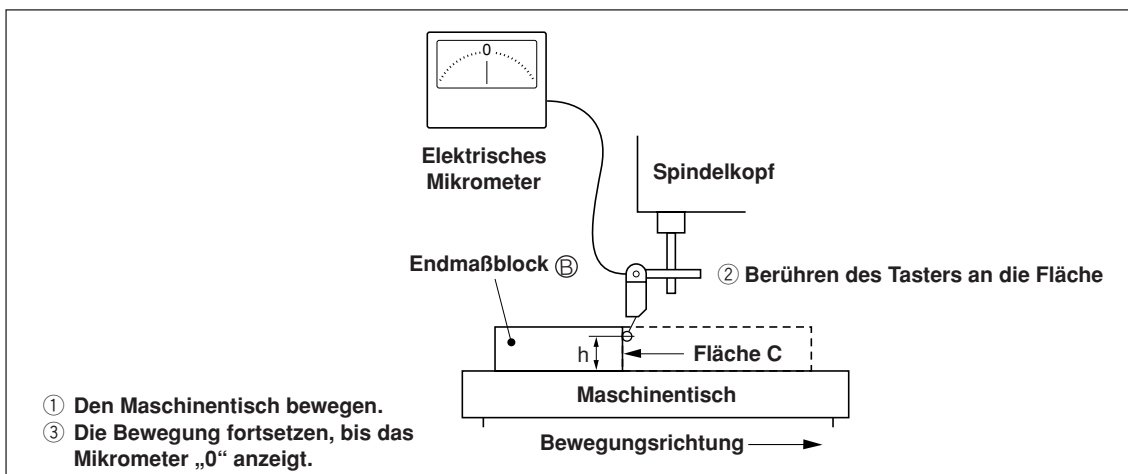 0
Elektrisches
Mikrometer
Spindelkopf
Endmaßblock Ⓑ
② Berühren des Tasters an die Fläche
h
Fläche C
Maschinentisch
① Den Maschinentisch bewegen.
③ Die Bewegung fortsetzen, bis das
Mikrometer „0“ anzeigt.
Bewegungsrichtung